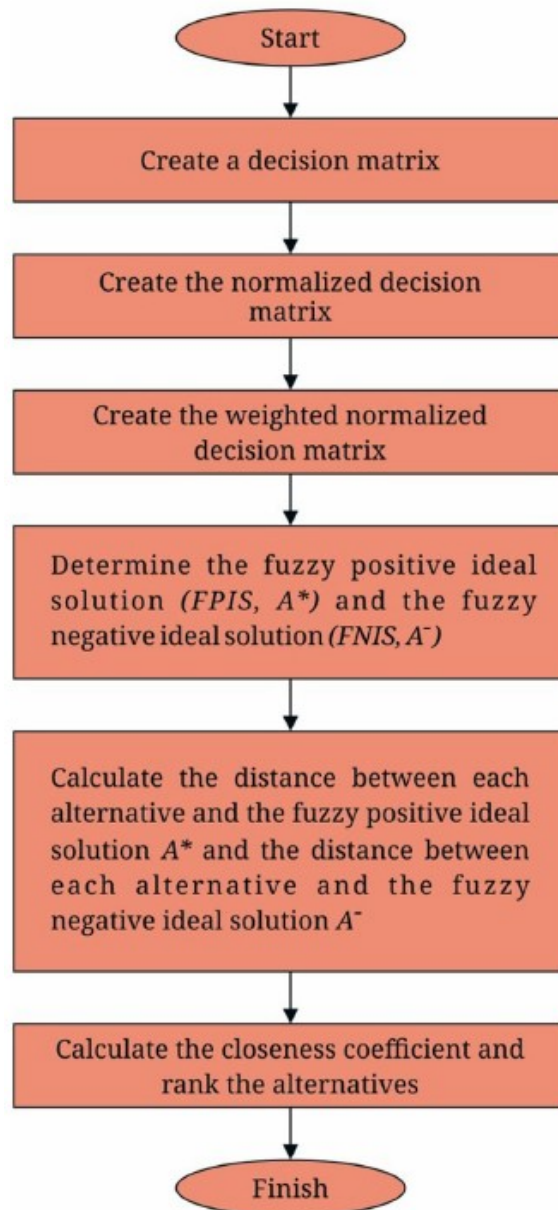 Start
Create a decision matrix
Create the normalized decision
matrix
Create the weighted normalized
decision matrix
Determine the fuzzy positive ideal
solution (FPIS, A*) and the fuzzy
negative ideal solution (FNIS, A⁻)
Calculate the distance between each
alternative and the fuzzy positive ideal
solution A* and the distance between
each alternative and the fuzzy
negative ideal solution A⁻
Calculate the closeness coefficient and
rank the alternatives
Finish